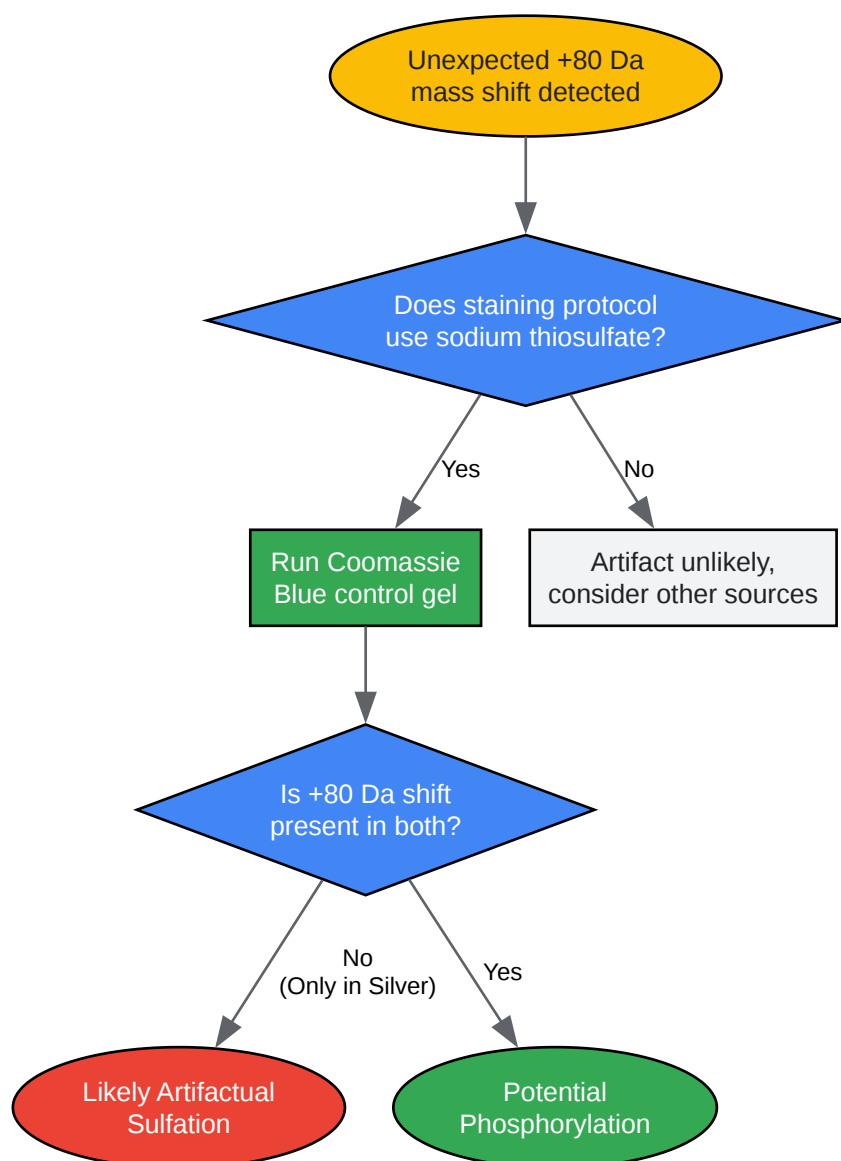 Unexpected +80 Da
mass shift detected
Does staining protocol
use sodium thiosulfate?
Yes
No
Run Coomassie
Blue control gel
Artifact unlikely,
consider other sources
Is +80 Da shift
present in both?
No
(Only in Silver)
Yes
Likely Artifactual
Sulfation
Potential
Phosphorylation